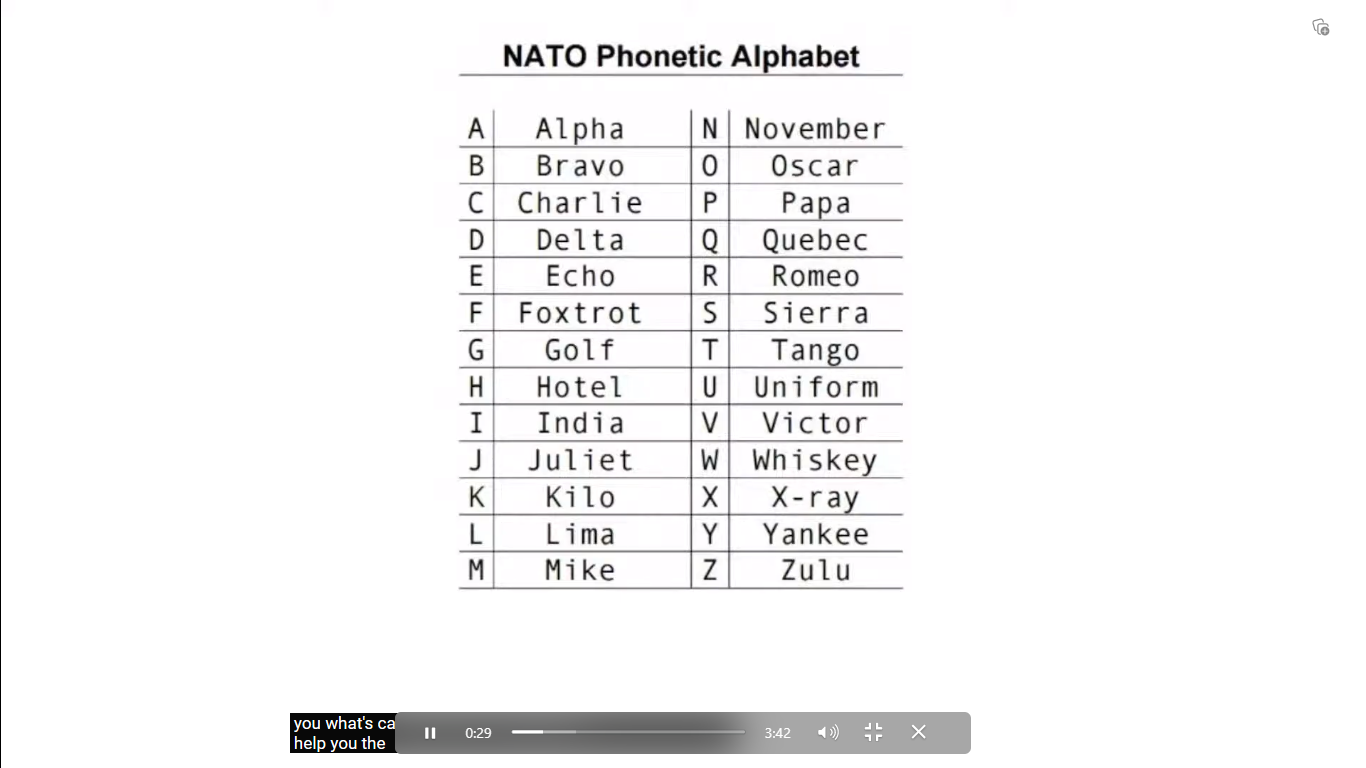 NATO Phonetic Alphabet
A Alpha N November
B Bravo O Oscar
C Charlie P Papa
D Delta Q Quebec
E Echo R Romeo
F Foxtrot S Sierra
G Golf T Tango
H Hotel U Uniform
I India V Victor
J Juliet W Whiskey
K Kilo X X-ray
L Lima Y Yankee
M Mike Z Zulu
you what's ca
help you the
0:29 3:42